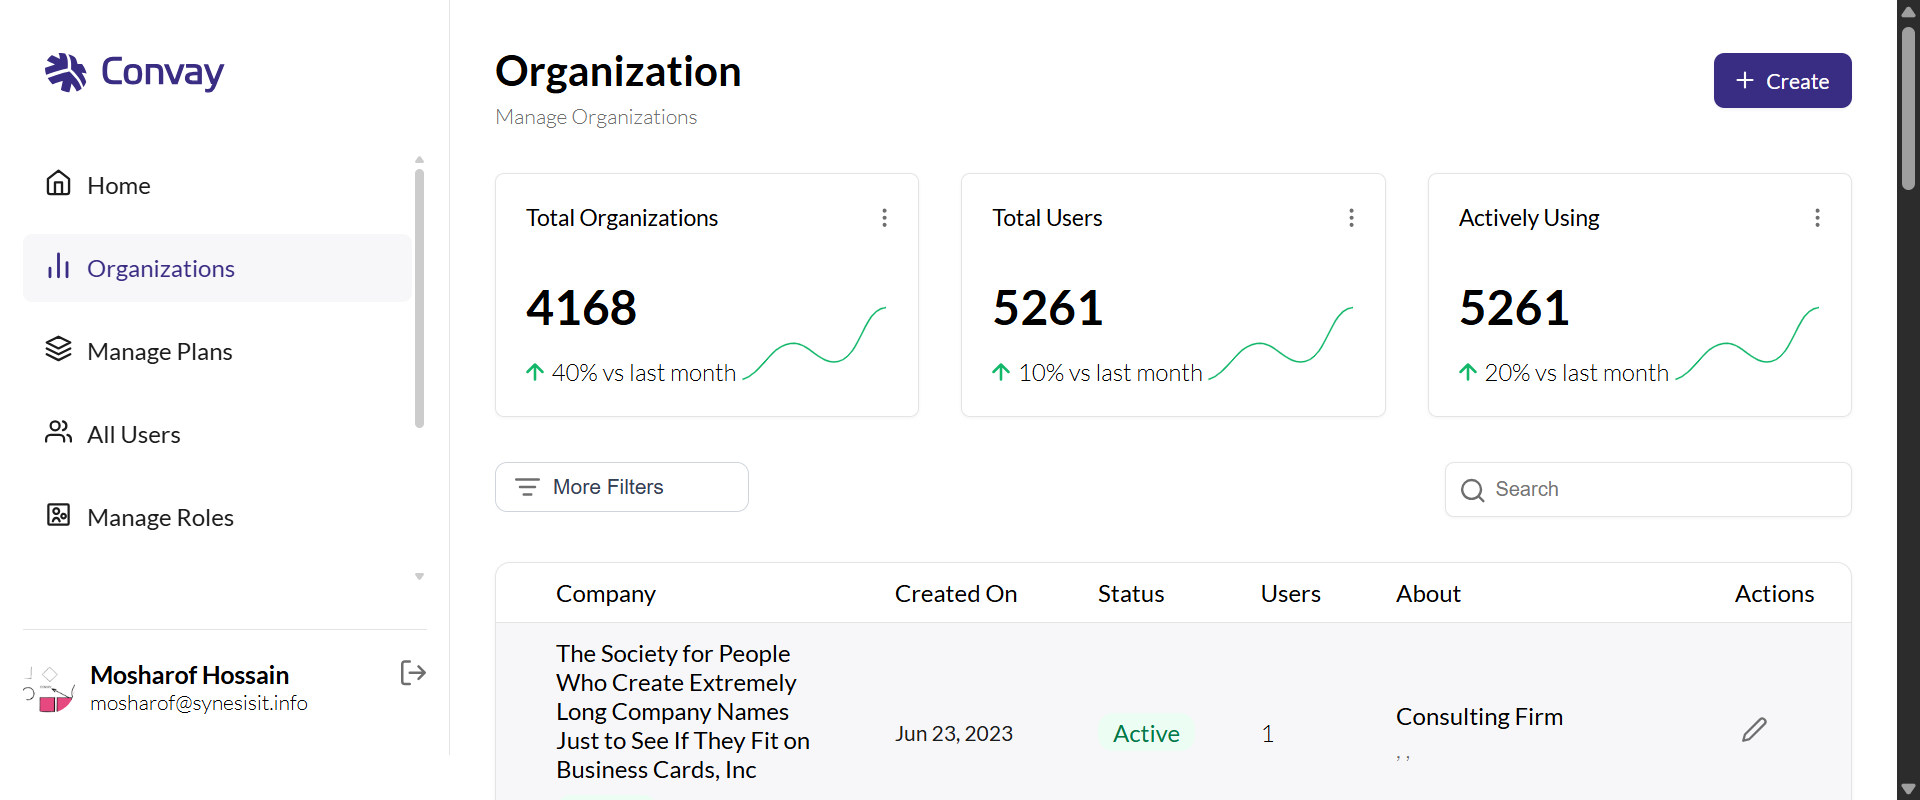 Convay
Home
Organizations
Manage Plans
All Users
Manage Roles
Mosharof Hossain
mosharof@synesisit.info
Organization
Manage Organizations
Create
Total Organizations
4168
40% vs last month
Total Users
5261
10% vs last month
Actively Using
5261
20% vs last month
More Filters
Search
Company Created On Status Users About Actions
The Society for People
Who Create Extremely
Long Company Names
Just to See If They Fit on
Business Cards, Inc
Jun 23, 2023
Active
1
Consulting Firm
, ,